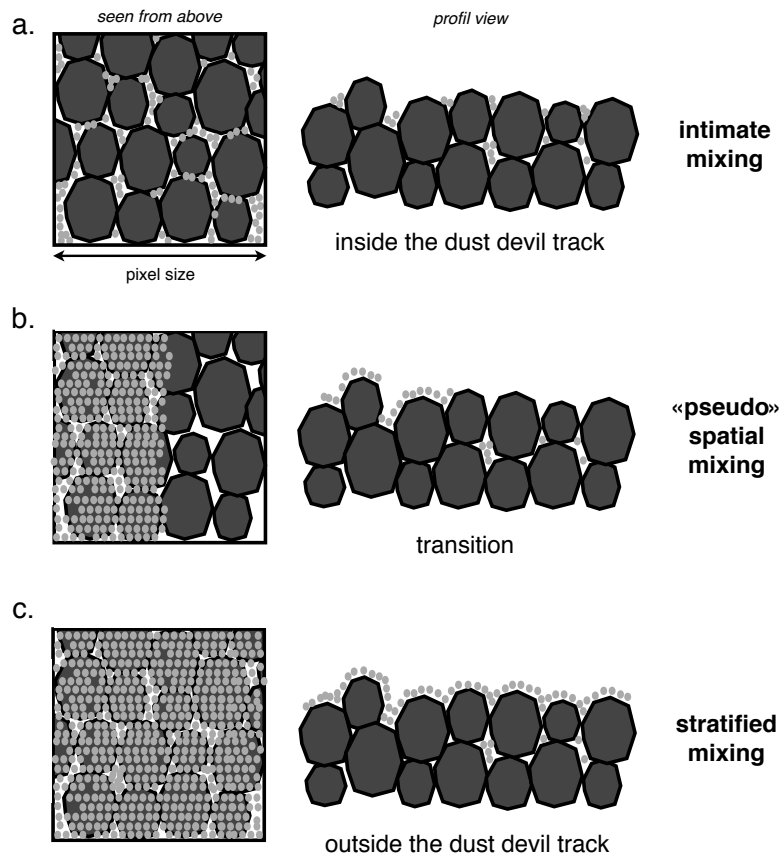 seen from above
profil view
a.
intimate
mixing
inside the dust devil track
pixel size
b.
«pseudo»
spatial
mixing
transition
c.
stratified
mixing
outside the dust devil track